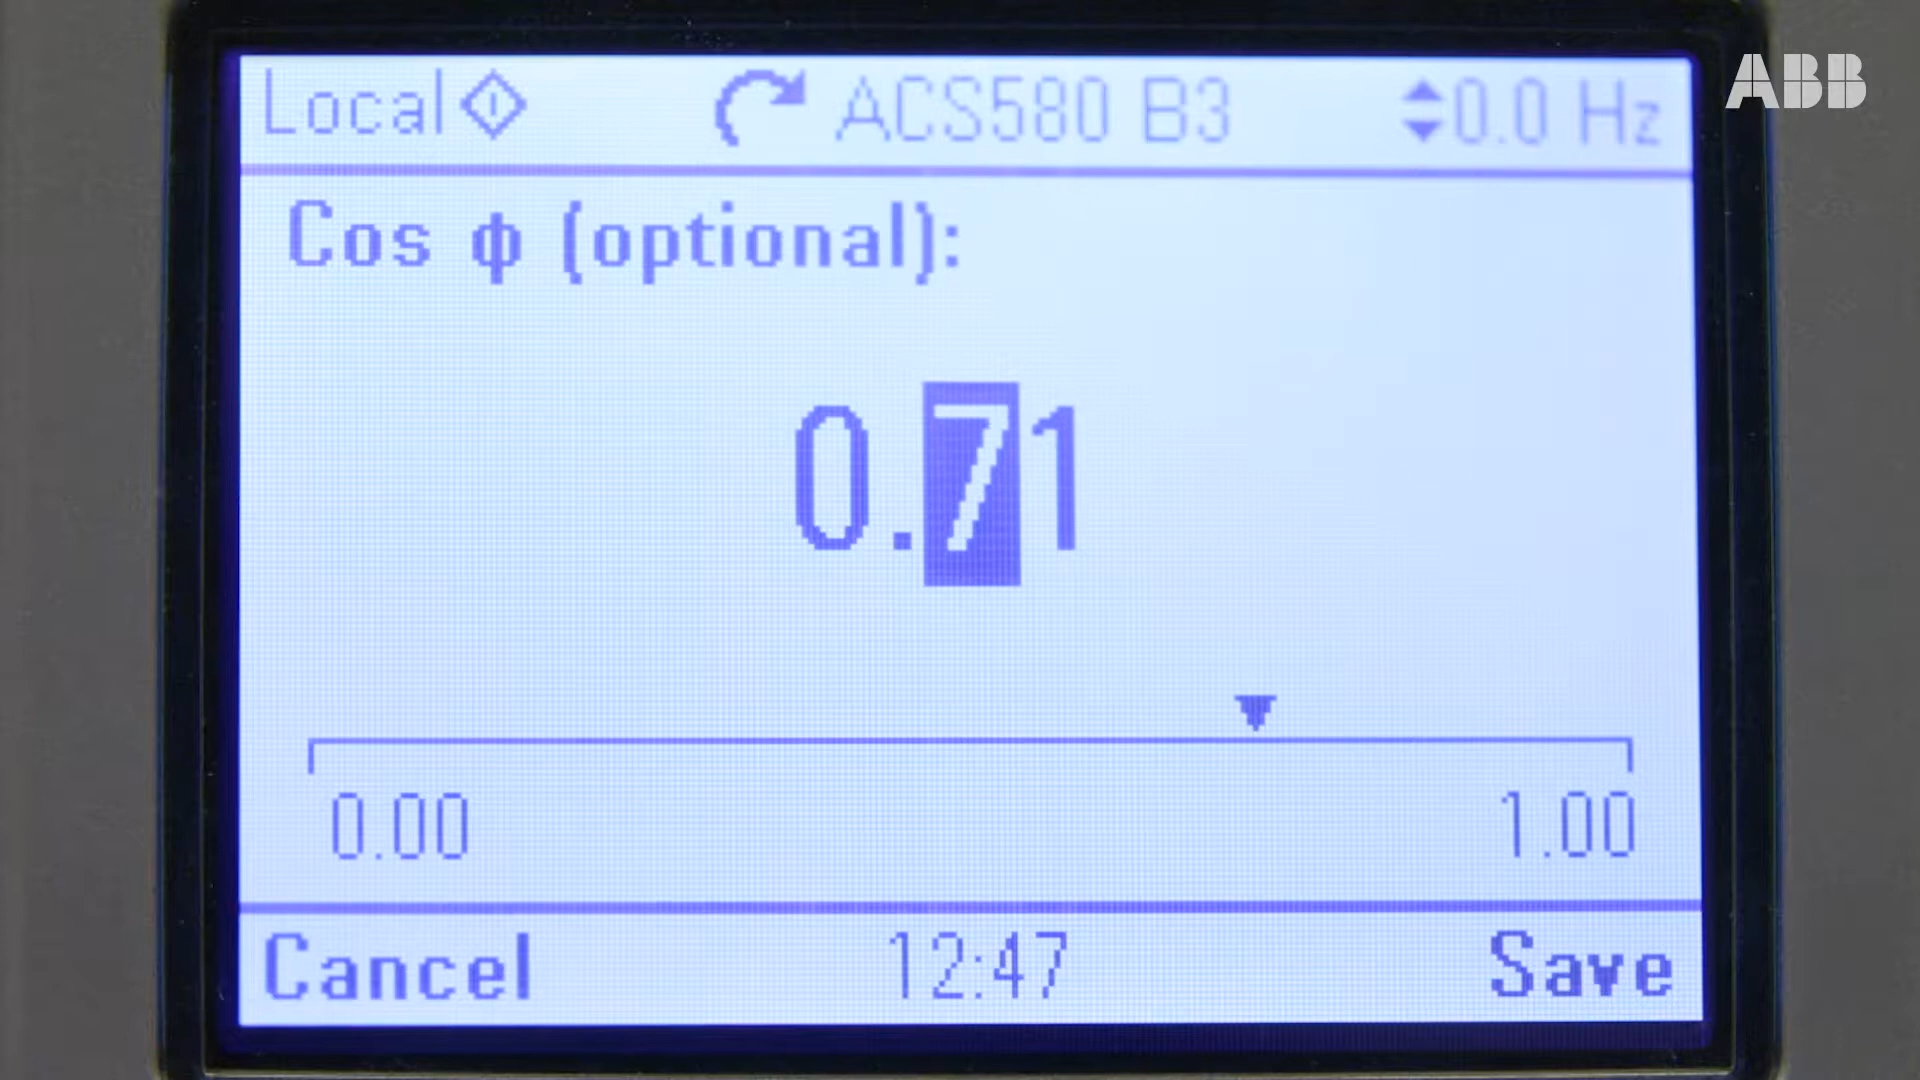 Local ACS580 B3 0.0 Hz ABB
Cos ϕ (optional):
0.71
0.00 1.00
Cancel 12:47 Save